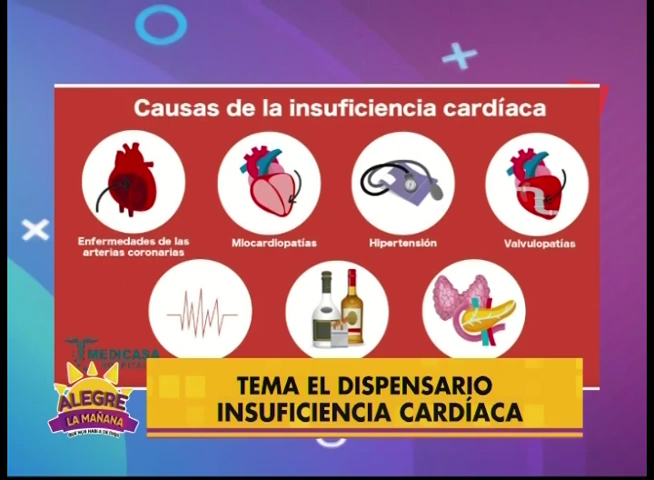 Causas de la insuficiencia cardíaca
Enfermedades de las
arterias coronarias
Miocardiopatías
Hipertensión
Valvulopatías
MEDICASA
ALEGRE
LA MAÑANA
TEMA EL DISPENSARIO
INSUFICIENCIA CARDÍACA